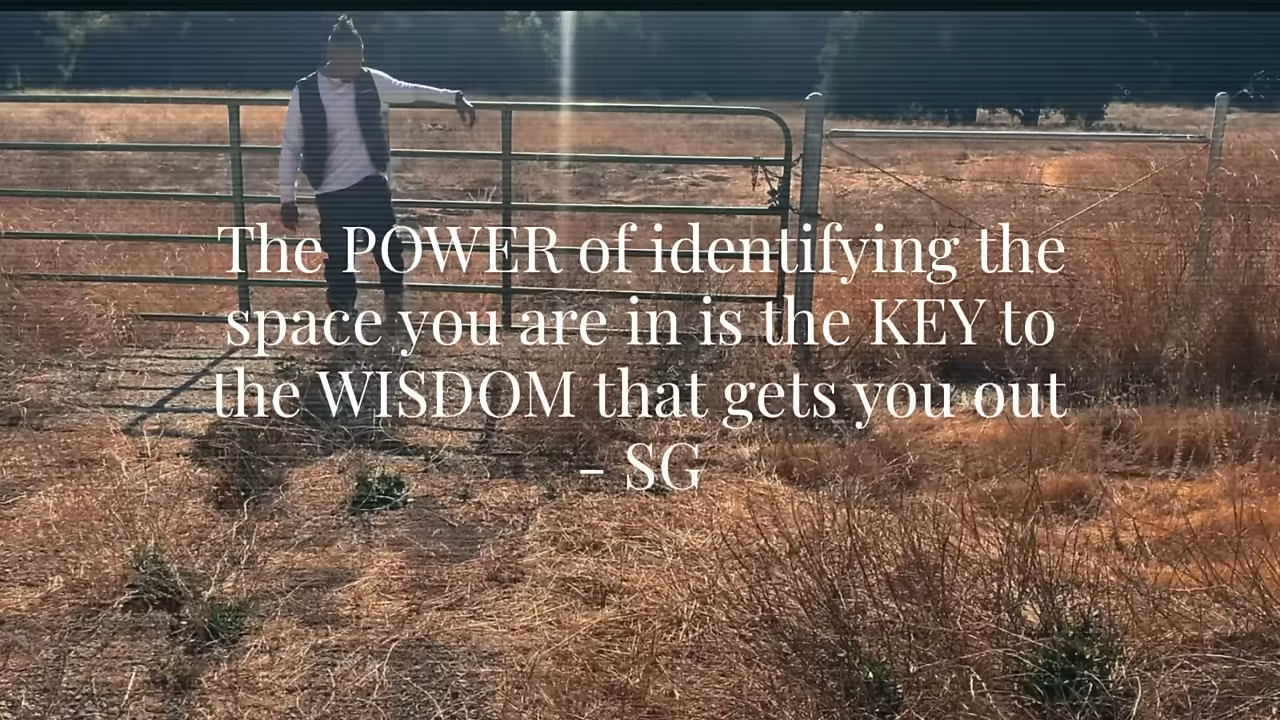 The POWER of identifying the
space you are in is the KEY to
the WISDOM that gets you out
- SG